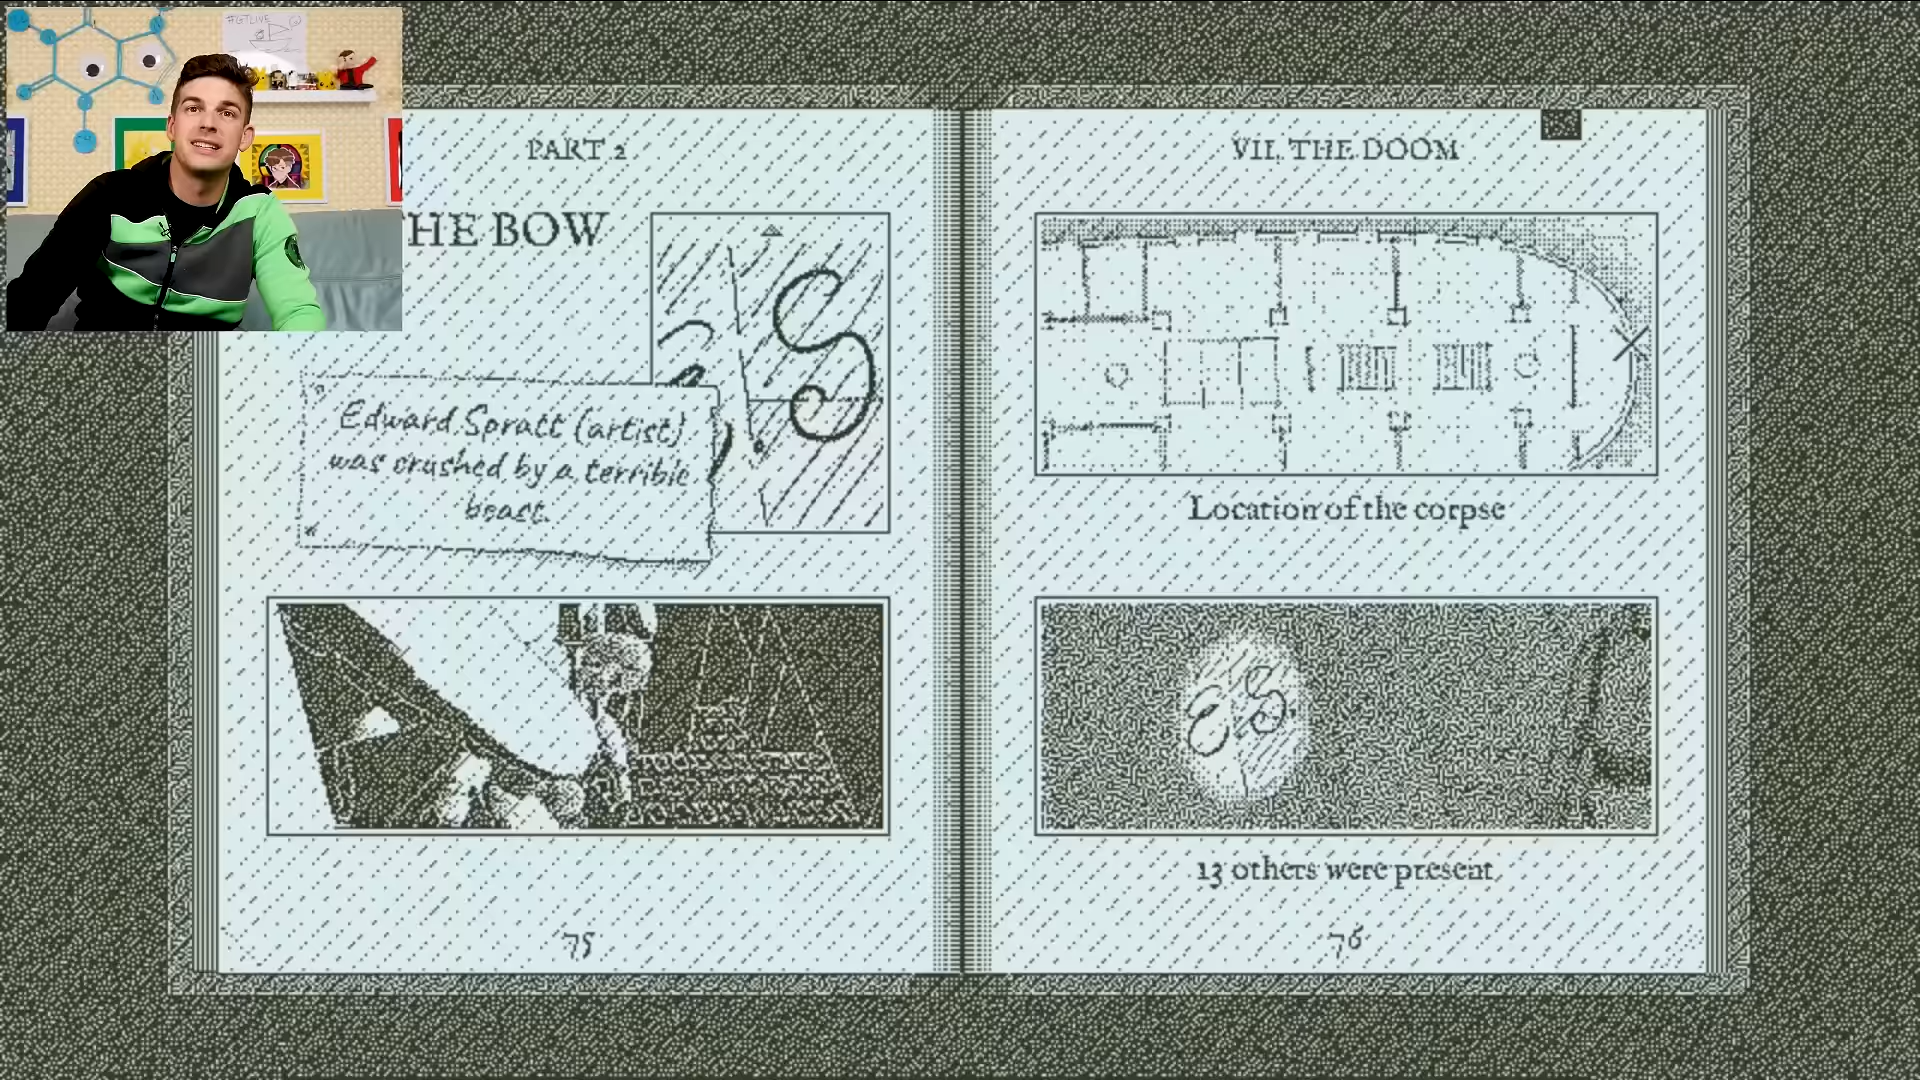 #GTLIVE
PART 2
HE BOW
S
Edward Spratt (artist)
was crushed by a terrible
beast.
75
VII. THE DOOM
Location of the corpse
E.S.
13 others were present
76